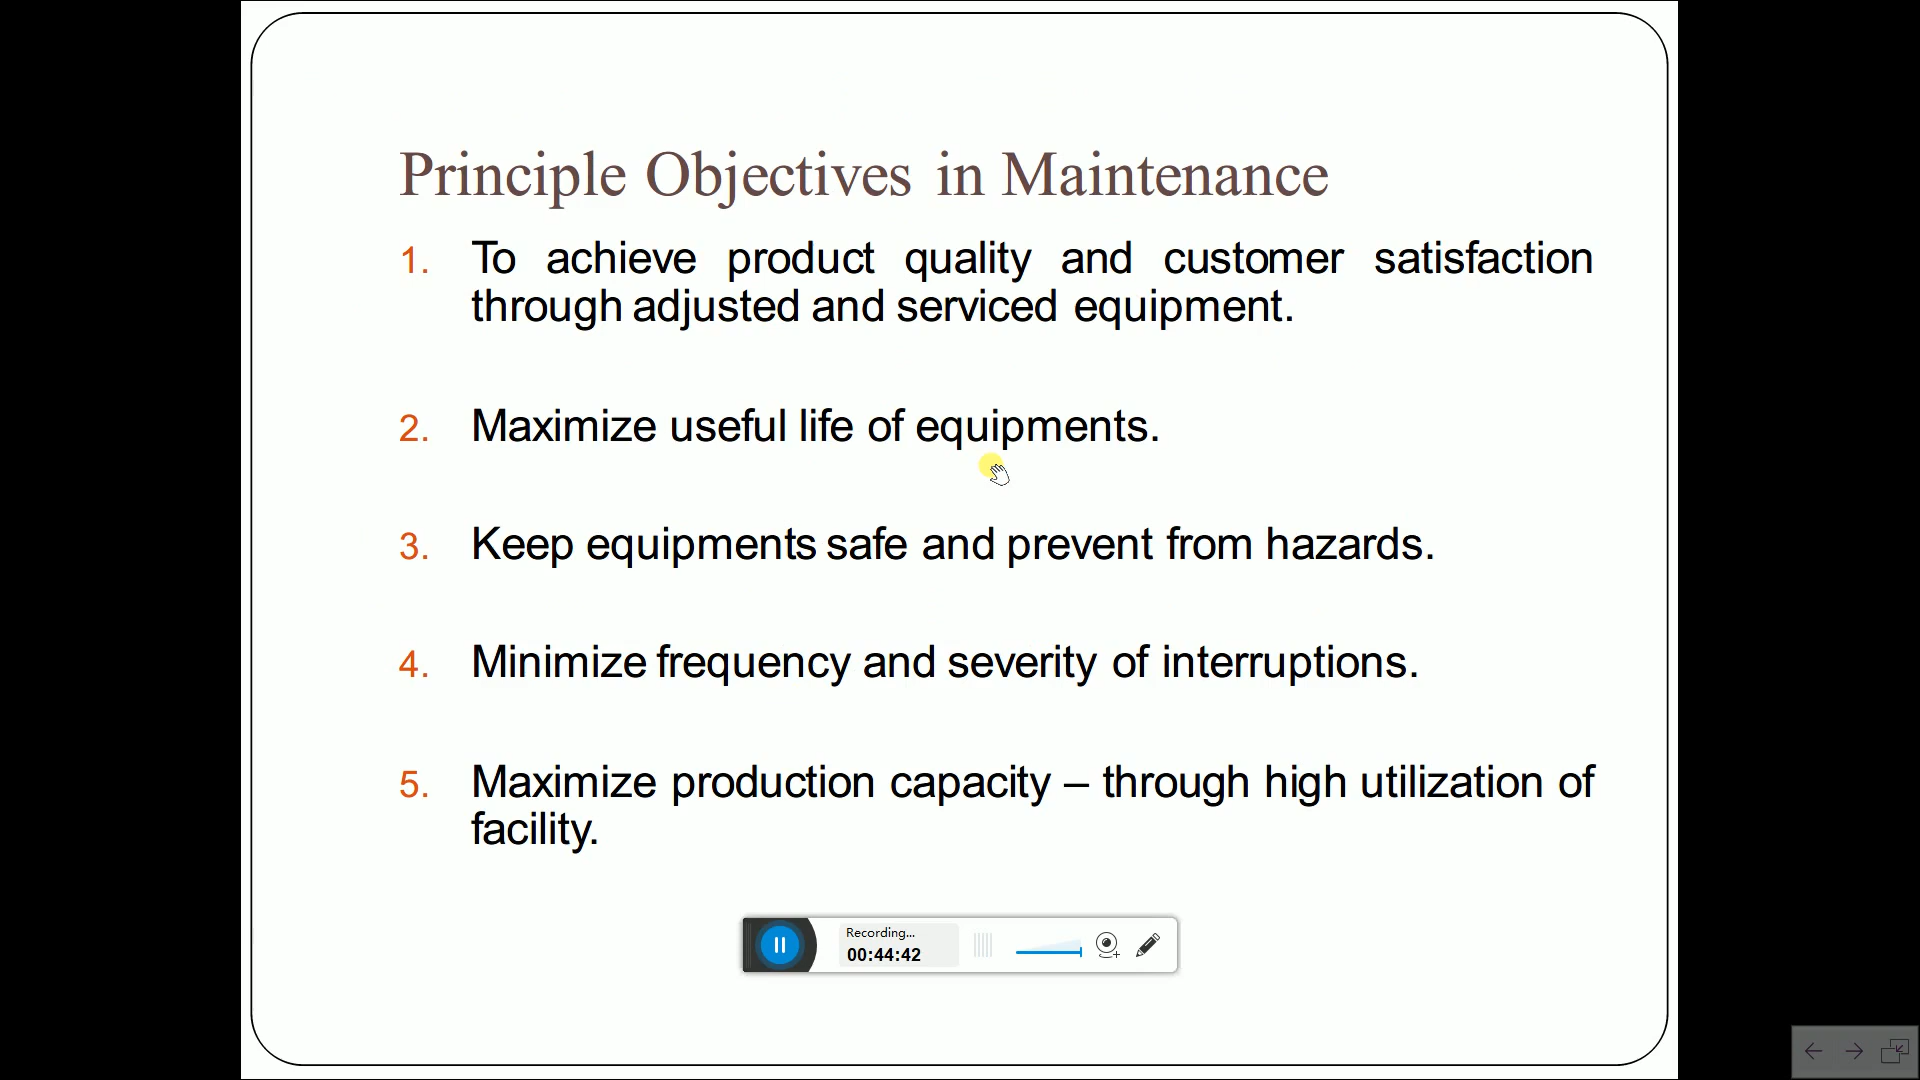 Principle Objectives in Maintenance
1. To achieve product quality and customer satisfaction
through adjusted and serviced equipment.
2. Maximize useful life of equipments.
3. Keep equipments safe and prevent from hazards.
4. Minimize frequency and severity of interruptions.
5. Maximize production capacity – through high utilization of
facility.
Recording...
00:44:42